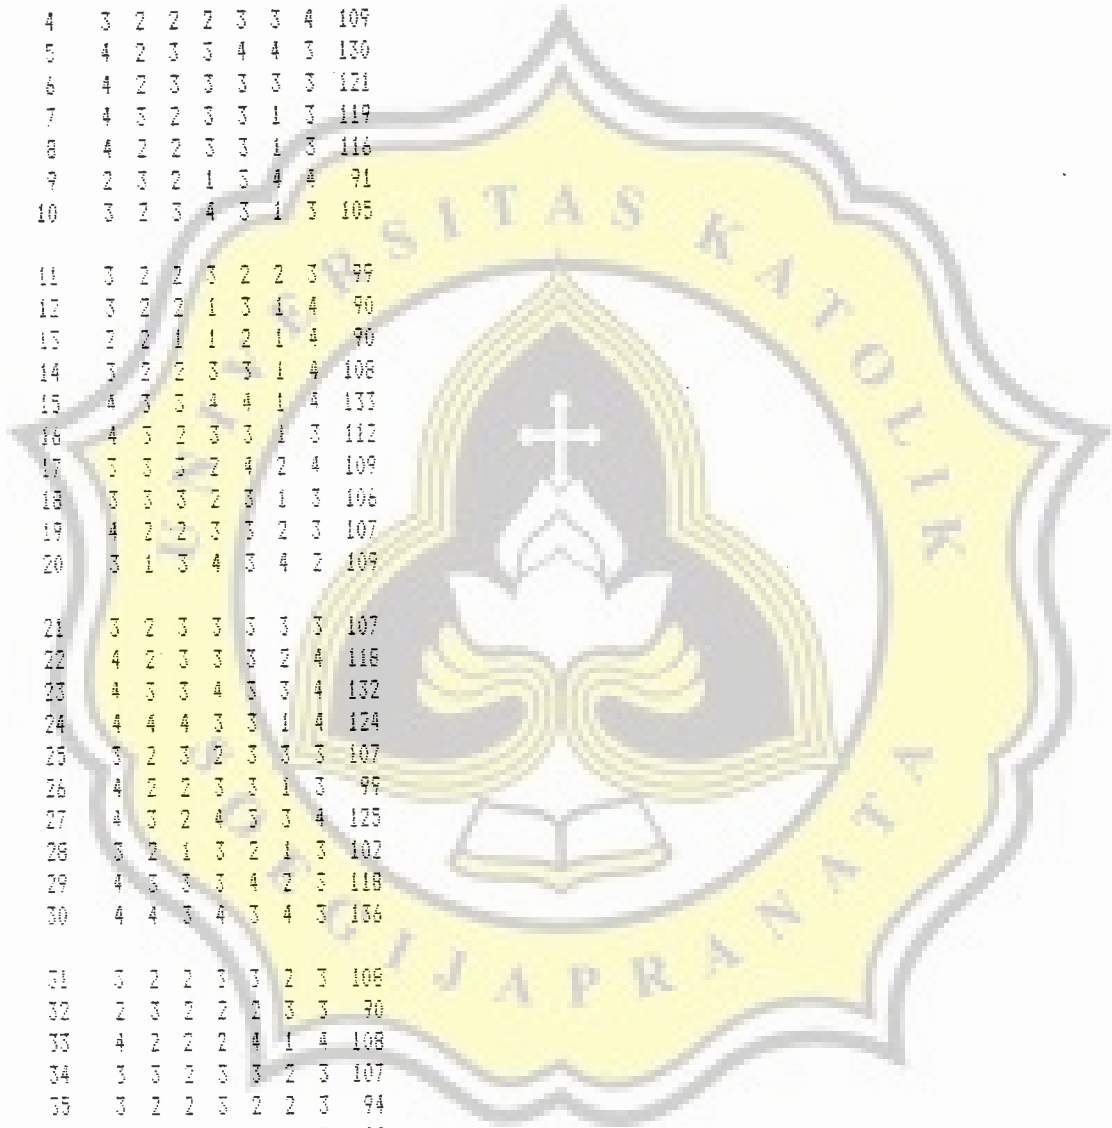 4 3 2 2 2 3 3 4 109
5 4 2 3 3 4 4 3 130
6 4 2 3 3 3 3 3 121
7 4 3 2 3 3 1 3 119
8 4 2 2 3 3 1 3 116
9 2 3 2 1 3 4 4 91
10 3 2 3 4 3 1 3 105
11 3 2 2 3 2 2 3 99
12 3 2 2 1 3 1 4 90
13 2 2 1 1 2 1 4 90
14 3 2 2 3 3 1 4 108
15 4 3 3 4 4 1 4 133
16 4 3 2 3 3 1 3 112
17 3 3 3 2 4 2 4 109
18 3 3 3 2 3 1 3 106
19 4 2 2 3 3 2 3 107
20 3 1 3 4 3 4 2 109
21 3 2 3 3 3 3 3 107
22 4 2 3 3 3 2 4 118
23 4 3 3 4 3 3 4 132
24 4 4 4 3 3 1 4 124
25 3 2 3 2 3 3 3 107
26 4 2 2 3 3 1 3 99
27 4 3 2 4 3 3 4 125
28 3 2 1 3 2 1 3 102
29 4 3 3 3 4 2 3 118
30 4 4 3 4 3 4 3 136
31 3 2 2 3 3 2 3 108
32 2 3 2 2 2 3 3 90
33 4 2 2 2 4 1 4 108
34 3 3 2 3 3 2 3 107
35 3 2 2 3 2 2 3 94
UNIVERSITAS KATOLIK
SOEGIJAPRANATA